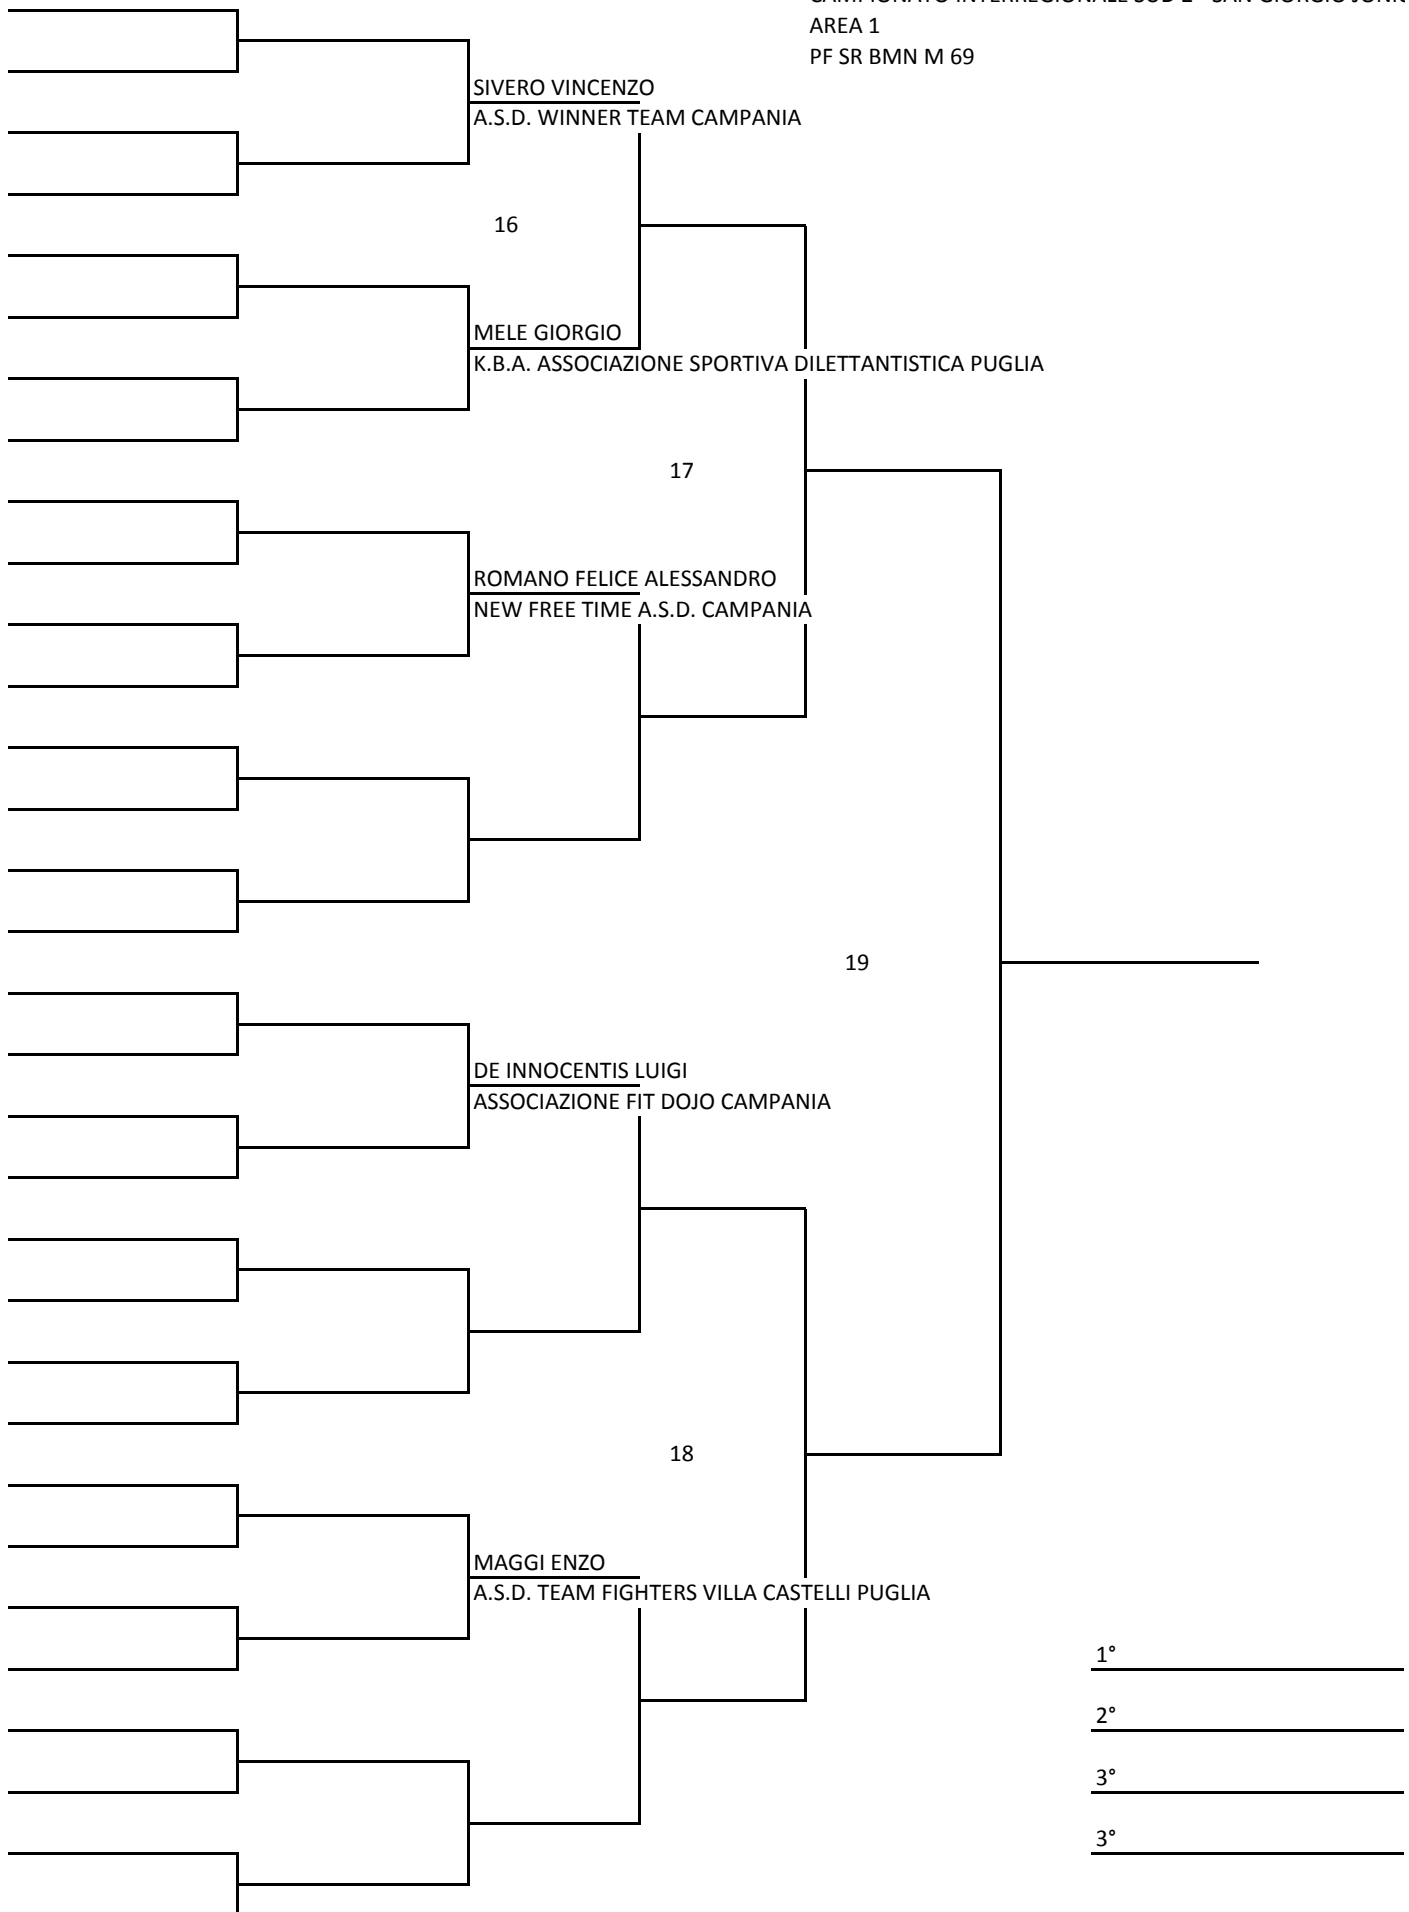 AREA 1
PF SR BMN M 69
SIVERO VINCENZO
A.S.D. WINNER TEAM CAMPANIA
16
MELE GIORGIO
K.B.A. ASSOCIAZIONE SPORTIVA DILETTANTISTICA PUGLIA
17
ROMANO FELICE ALESSANDRO
NEW FREE TIME A.S.D. CAMPANIA
19
DE INNOCENTIS LUIGI
ASSOCIAZIONE FIT DOJO CAMPANIA
18
MAGGI ENZO
A.S.D. TEAM FIGHTERS VILLA CASTELLI PUGLIA
1°
2°
3°
3°